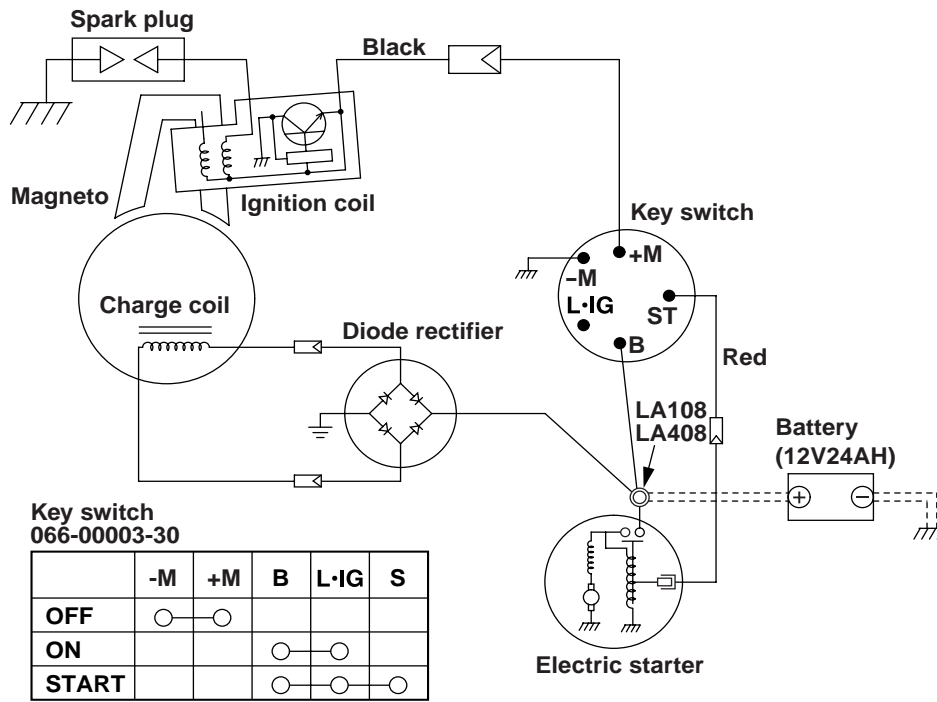 Spark plug
Black
Magneto
Ignition coil
Key switch
+M
−M
L•IG
ST
B
Charge coil
Diode rectifier
Red
LA108
LA408
Battery
(12V24AH)
+
−
Key switch
066-00003-30
-M +M B L•IG S
OFF
ON
START
Electric starter